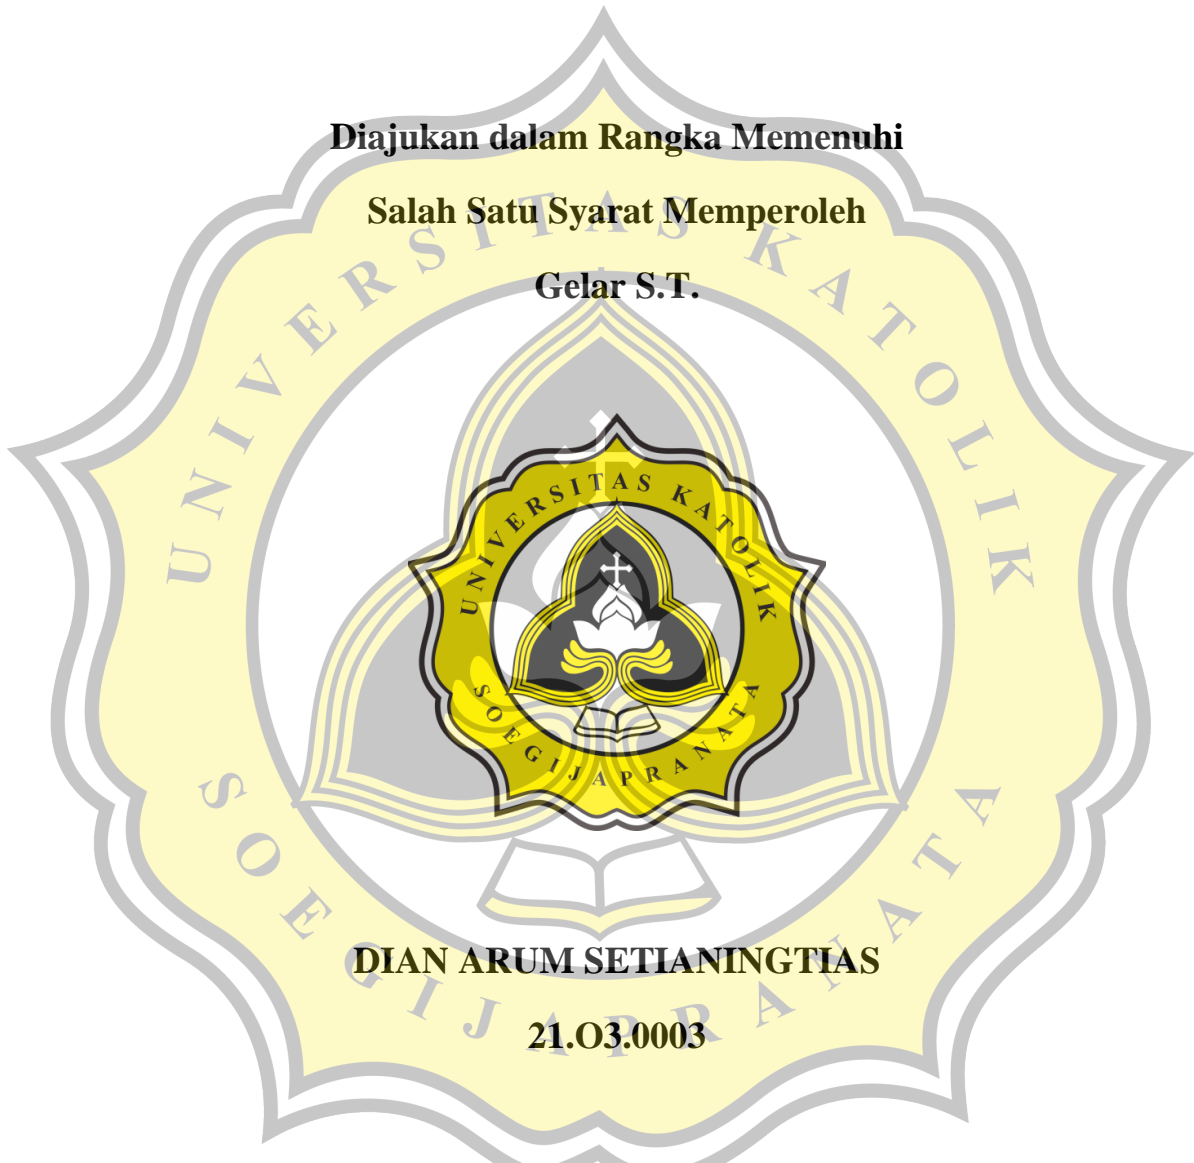 Diajukan dalam Rangka Memenuhi
Salah Satu Syarat Memperoleh
Gelar S.T.
UNIVERSITAS KATOLIK
SOEGIJAPRANATA
UNIVERSITAS KATOLIK
SOEGIJAPRANATA
DIAN ARUM SETIANINGTIAS
21.O3.0003